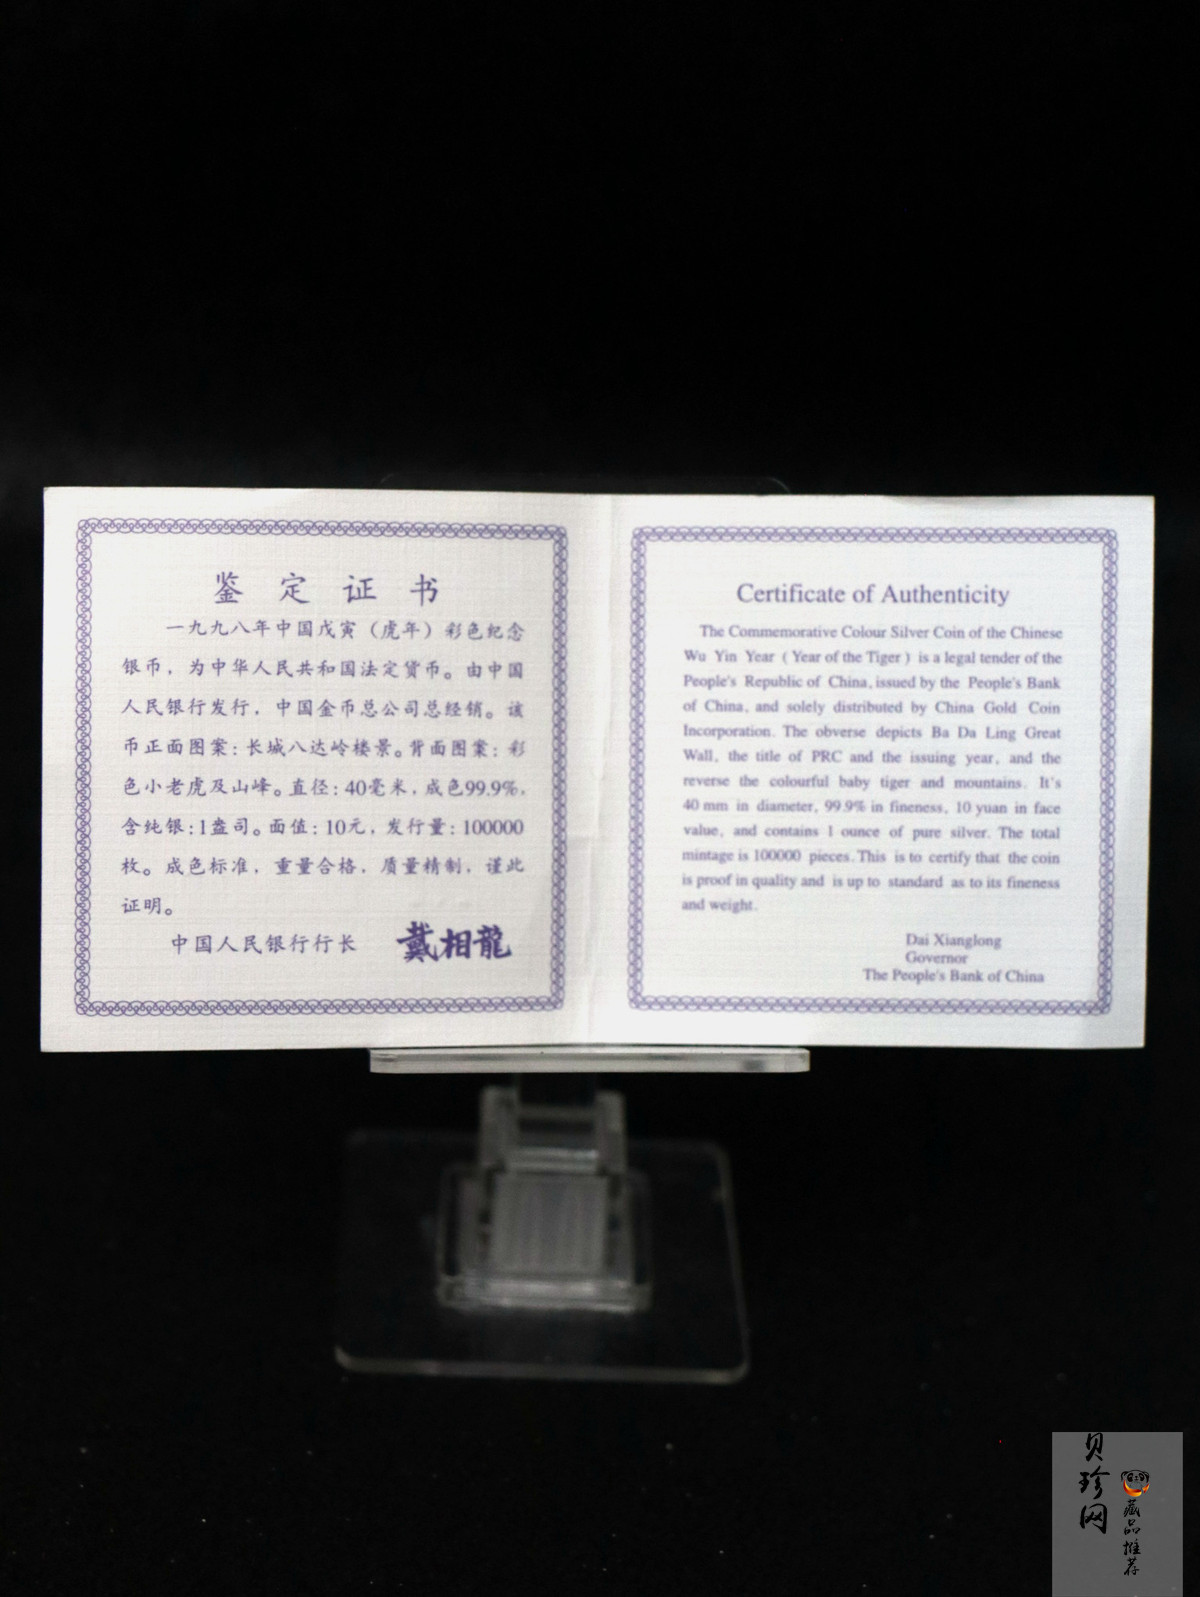 鉴定证书
一九九八年中国戊寅（虎年）彩色纪念
银币，为中华人民共和国法定货币。由中国
人民银行发行，中国金币总公司总经销。该
币正面图案：长城八达岭楼景。背面图案：彩
色小老虎及山峰。直径：40毫米，成色99.9%，
含纯银：1盎司。面值：10元，发行量：100000
枚。成色标准，重量合格，质量精制，谨此
证明。
中国人民银行行长 戴相龍
Certificate of Authenticity
The Commemorative Colour Silver Coin of the Chinese
Wu Yin Year ( Year of the Tiger ) is a legal tender of the
People's Republic of China, issued by the People's Bank
of China, and solely distributed by China Gold Coin
Incorporation. The obverse depicts Ba Da Ling Great
Wall, the title of PRC and the issuing year, and the
reverse the colourful baby tiger and mountains. It's
40 mm in diameter, 99.9% in fineness, 10 yuan in face
value, and contains 1 ounce of pure silver. The total
mintage is 100000 pieces. This is to certify that the coin
is proof in quality and is up to standard as to its fineness
and weight.
Dai Xianglong
Governor
The People's Bank of China
贝珍网
藏品推荐